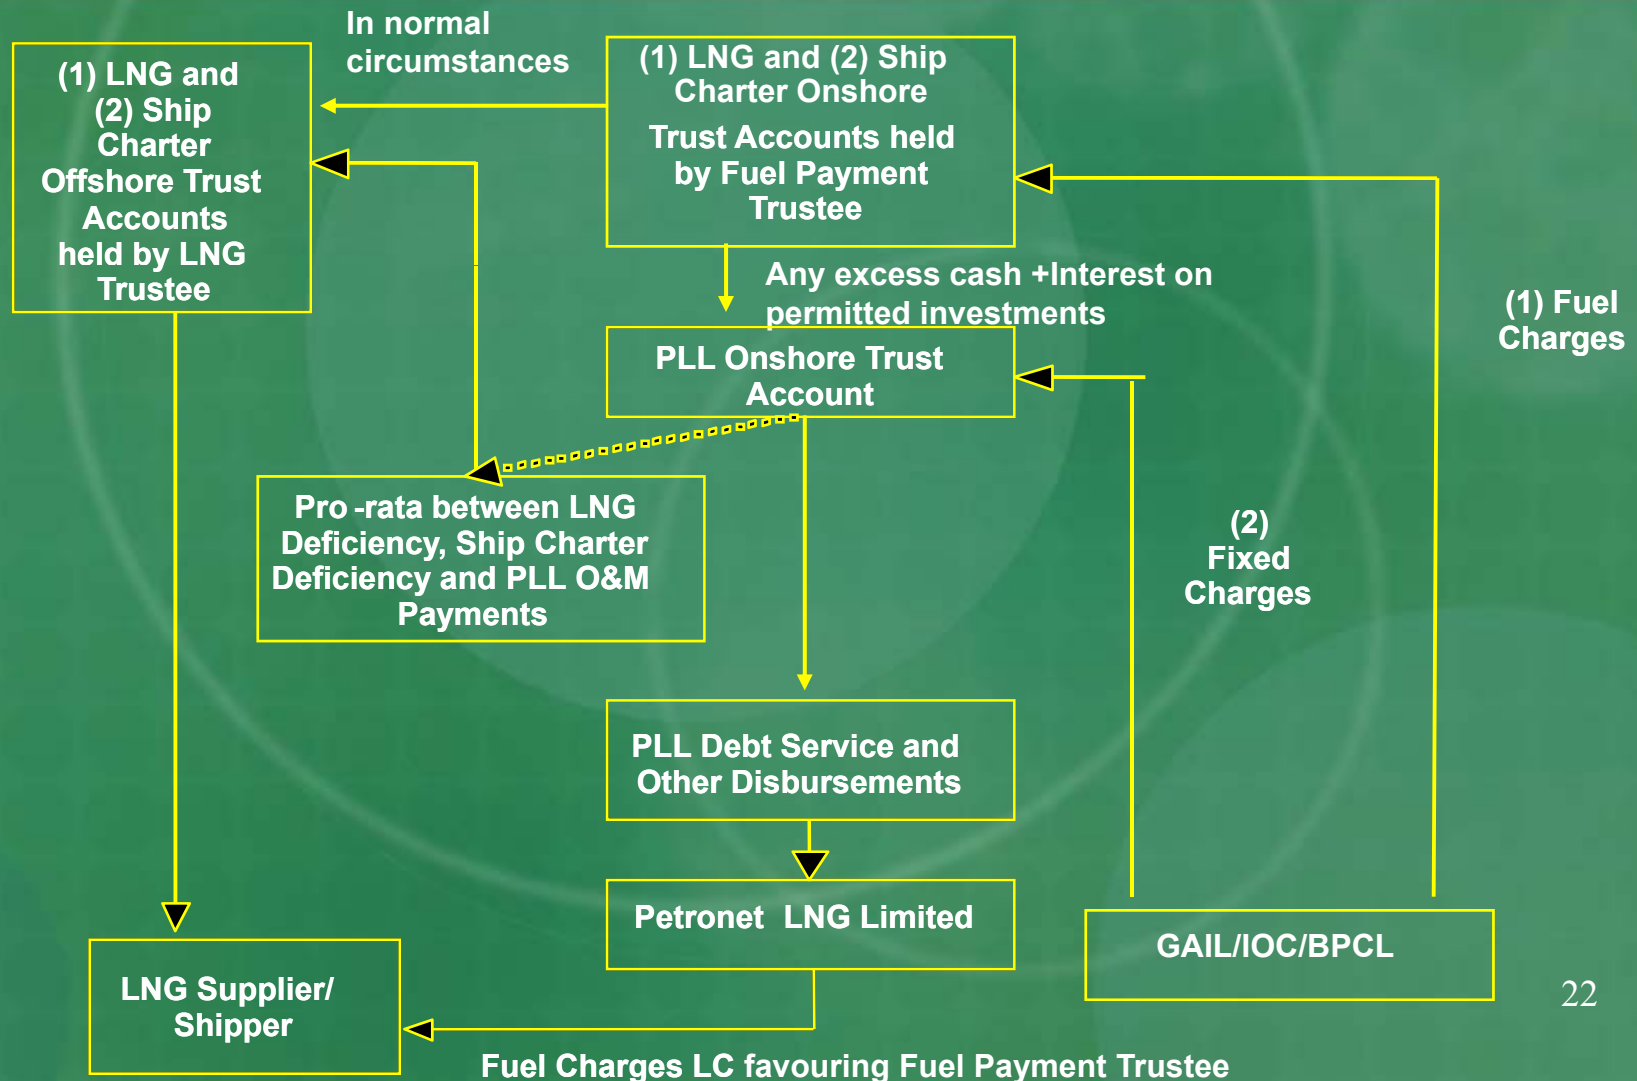 In normal
circumstances
(1) LNG and
(2) Ship
Charter
Offshore Trust
Accounts
held by LNG
Trustee
(1) LNG and (2) Ship
Charter Onshore
Trust Accounts held
by Fuel Payment
Trustee
Any excess cash +Interest on
permitted investments
(1) Fuel
Charges
PLL Onshore Trust
Account
Pro -rata between LNG
Deficiency, Ship Charter
Deficiency and PLL O&M
Payments
(2)
Fixed
Charges
PLL Debt Service and
Other Disbursements
Petronet LNG Limited
GAIL/IOC/BPCL
LNG Supplier/
Shipper
22
Fuel Charges LC favouring Fuel Payment Trustee